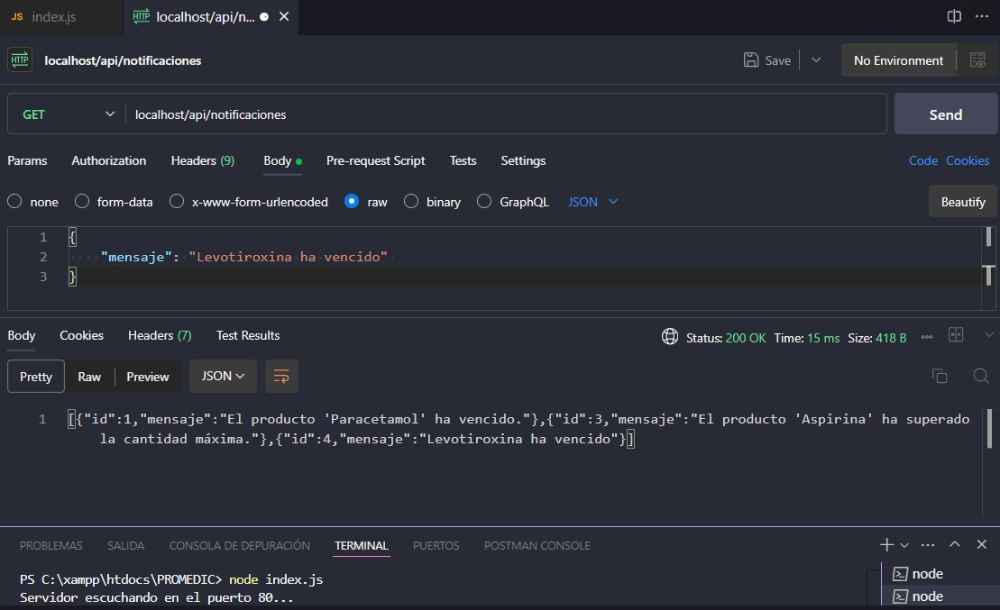 JS index.js HTTP localhost/api/n...
HTTP localhost/api/notificaciones Save No Environment
GET localhost/api/notificaciones Send
Params Authorization Headers (9) Body Pre-request Script Tests Settings Code Cookies
none form-data x-www-form-urlencoded raw binary GraphQL JSON Beautify
1 {
2 "mensaje": "Levotiroxina ha vencido"
3 }
Body Cookies Headers (7) Test Results Status: 200 OK Time: 15 ms Size: 418 B
Pretty Raw Preview JSON
1 [{"id":1,"mensaje":"El producto 'Paracetamol' ha vencido."},{"id":3,"mensaje":"El producto 'Aspirina' ha superado
la cantidad máxima."},{"id":4,"mensaje":"Levotiroxina ha vencido"}]
PROBLEMAS SALIDA CONSOLA DE DEPURACIÓN TERMINAL PUERTOS POSTMAN CONSOLE
PS C:\xampp\htdocs\PROMEDIC> node index.js node
Servidor escuchando en el puerto 80... node